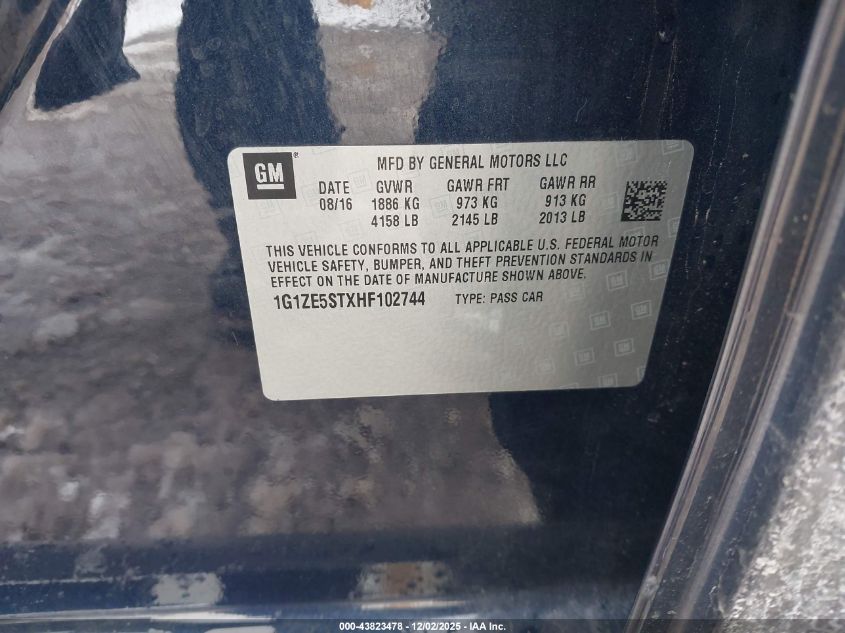 GM
®
MFD BY GENERAL MOTORS LLC
DATE GVWR GAWR FRT GAWR RR
08/16 1886 KG 973 KG 913 KG
4158 LB 2145 LB 2013 LB
THIS VEHICLE CONFORMS TO ALL APPLICABLE U.S. FEDERAL MOTOR
VEHICLE SAFETY, BUMPER, AND THEFT PREVENTION STANDARDS IN
EFFECT ON THE DATE OF MANUFACTURE SHOWN ABOVE.
1G1ZE5STXHF102744 TYPE: PASS CAR
000-43823478 - 12/02/2025 - IAA Inc.